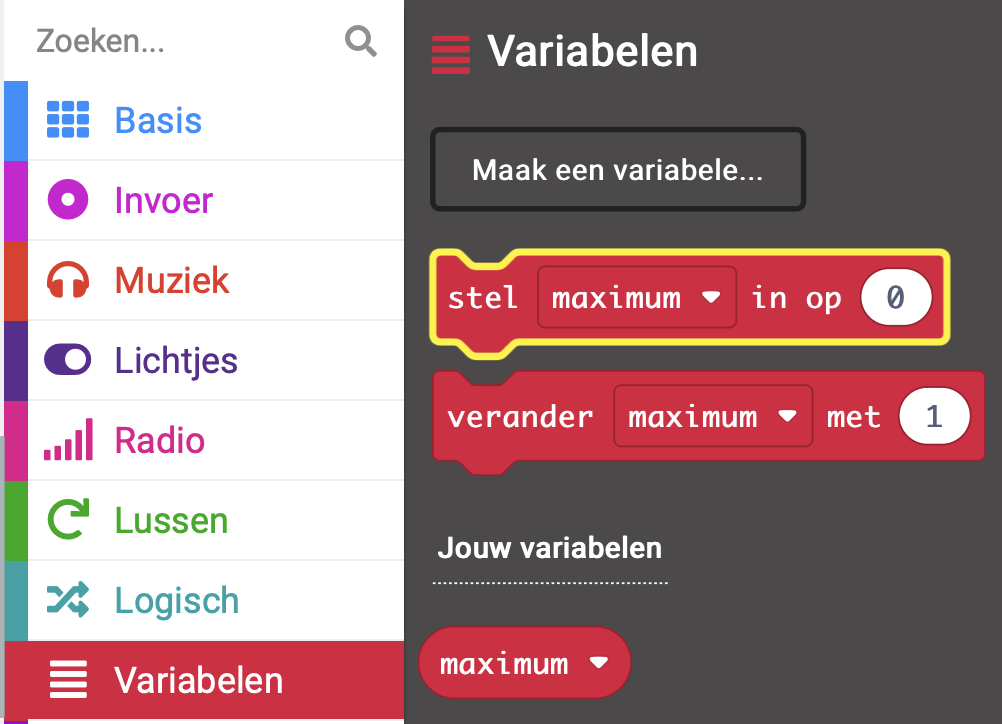 Zoeken...
Basis
Invoer
Muziek
Lichtjes
Radio
Lussen
Logisch
Variabelen
Variabelen
Maak een variabele...
stel maximum in op 0
verander maximum met 1
Jouw variabelen
maximum